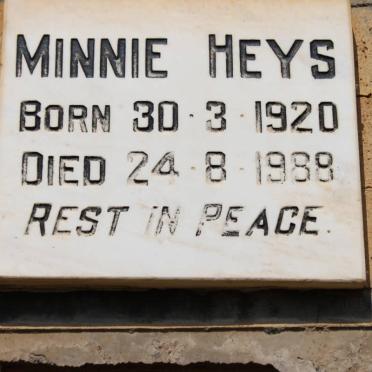 MINNIE HEYS
BORN 30·3·1920
DIED 24·8·1988
REST IN PEACE.